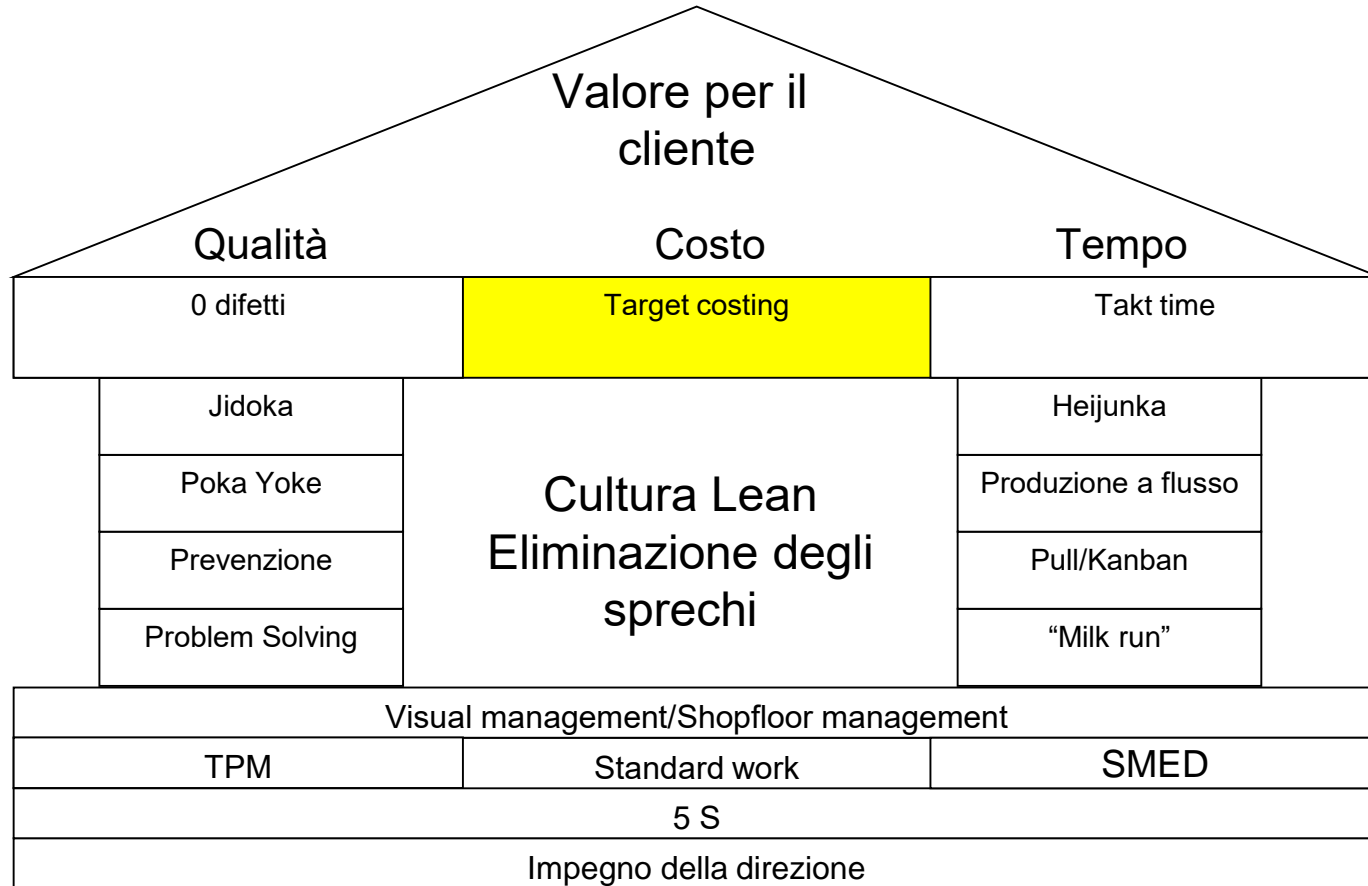 Valore per il
cliente
Qualità Costo Tempo
0 difetti Target costing Takt time
Jidoka Heijunka
Poka Yoke Produzione a flusso
Cultura Lean
Eliminazione degli
sprechi
Prevenzione Pull/Kanban
Problem Solving “Milk run”
Visual management/Shopfloor management
TPM Standard work SMED
5 S
Impegno della direzione